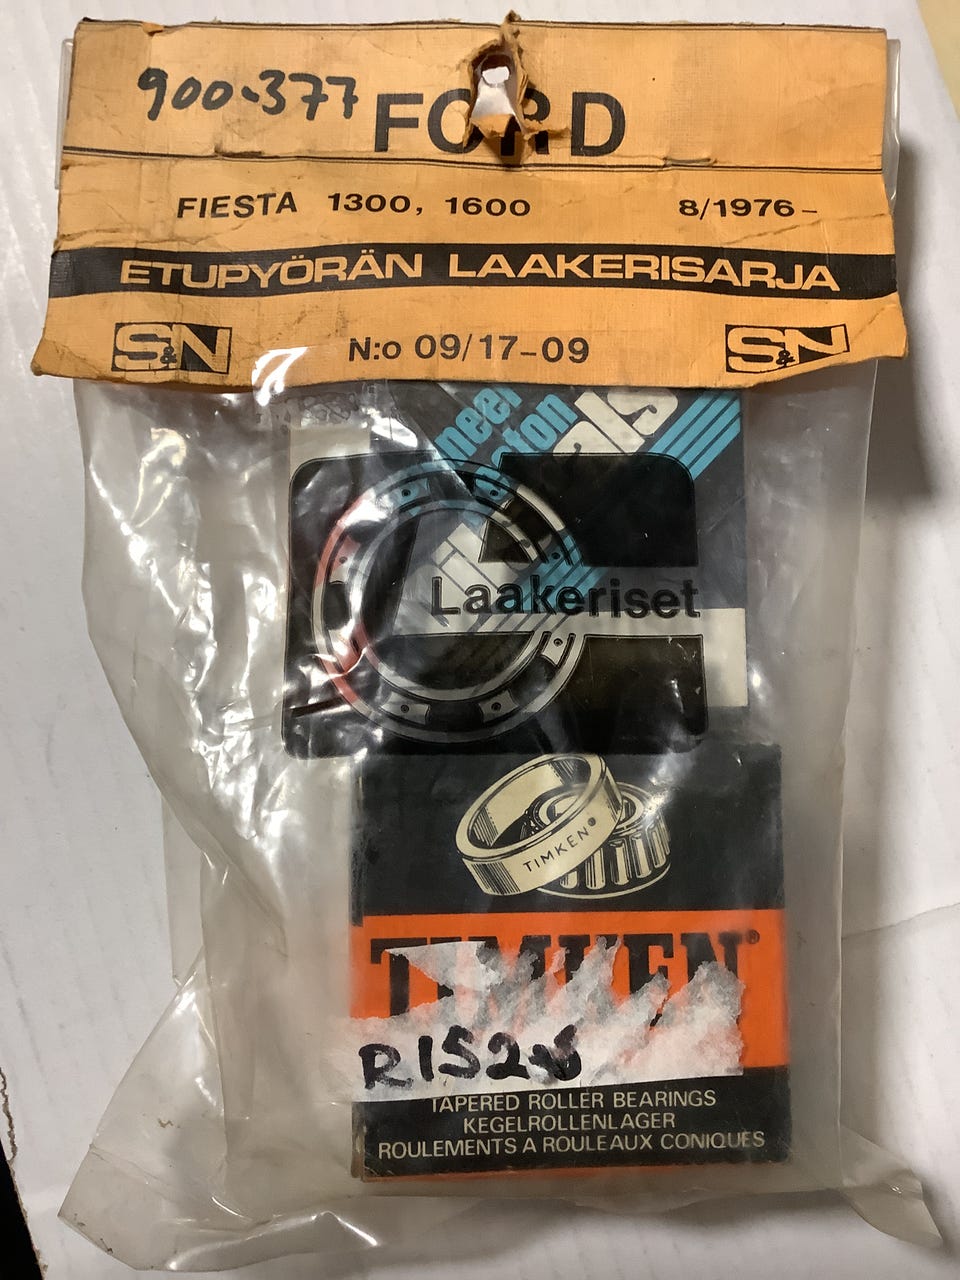 900-377
FORD
FIESTA 1300, 1600 8/1976-
ETUPYÖRÄN LAAKERISARJA
S&N N:o 09/17-09 S&N
Laakeriset
TIMKEN®
TIMKEN®
R152
TAPERED ROLLER BEARINGS
KEGELROLLENLAGER
ROULEMENTS A ROULEAUX CONIQUES